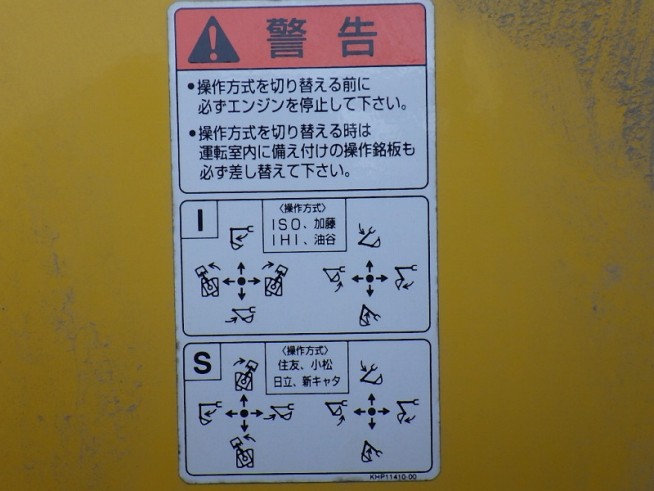 警告
•操作方式を切り替える前に
必ずエンジンを停止して下さい。
•操作方式を切り替える時は
運転室内に備え付けの操作銘板も
必ず差し替えて下さい。
I
〈操作方式〉
ISO、加藤
IHI、油谷
S
〈操作方式〉
住友、小松
日立、新キャタ
KHP11410-00